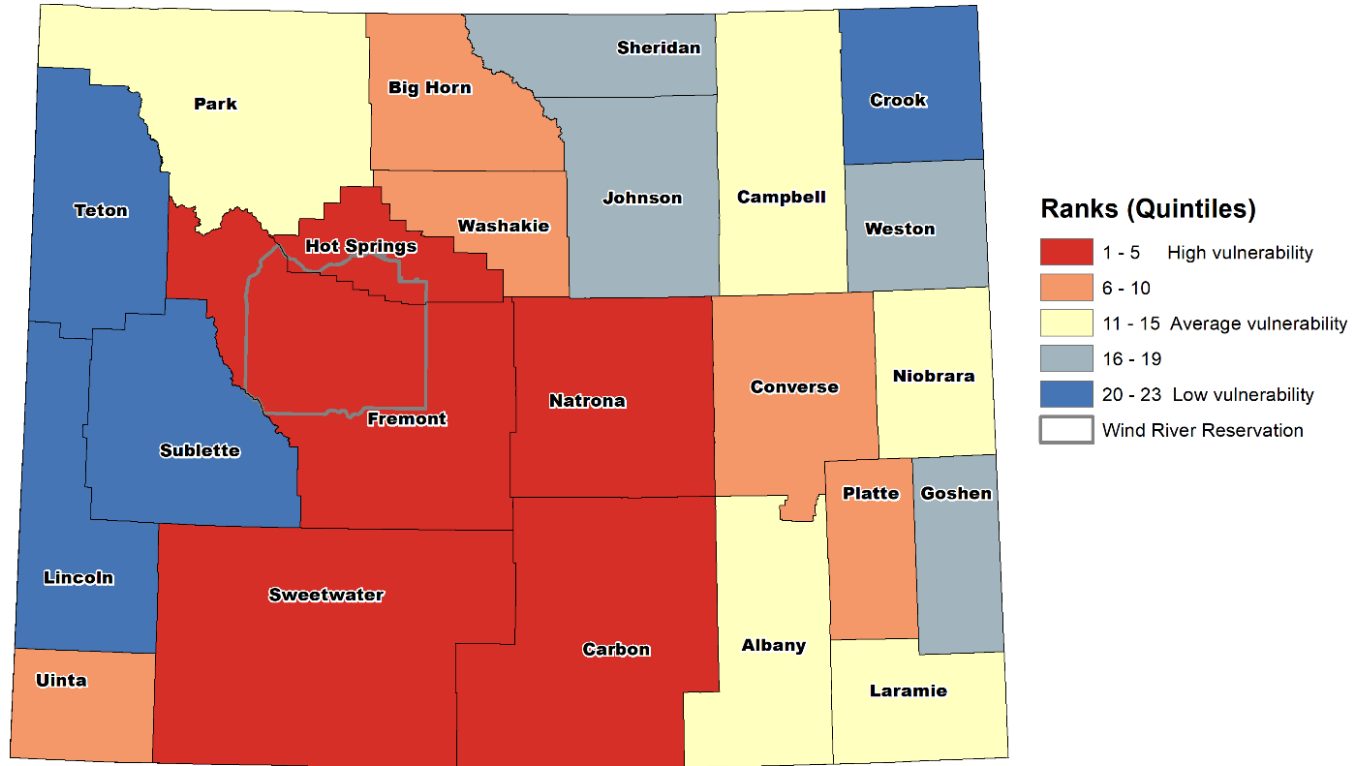 Sheridan
Big Horn
Crook
Park
Campbell
Johnson
Teton
Washakie
Weston
Hot Springs
Niobrara
Converse
Natrona
Fremont
Sublette
Platte
Goshen
Lincoln
Sweetwater
Albany
Carbon
Uinta
Laramie
Ranks (Quintiles)
1 - 5 High vulnerability
6 - 10
11 - 15 Average vulnerability
16 - 19
20 - 23 Low vulnerability
Wind River Reservation